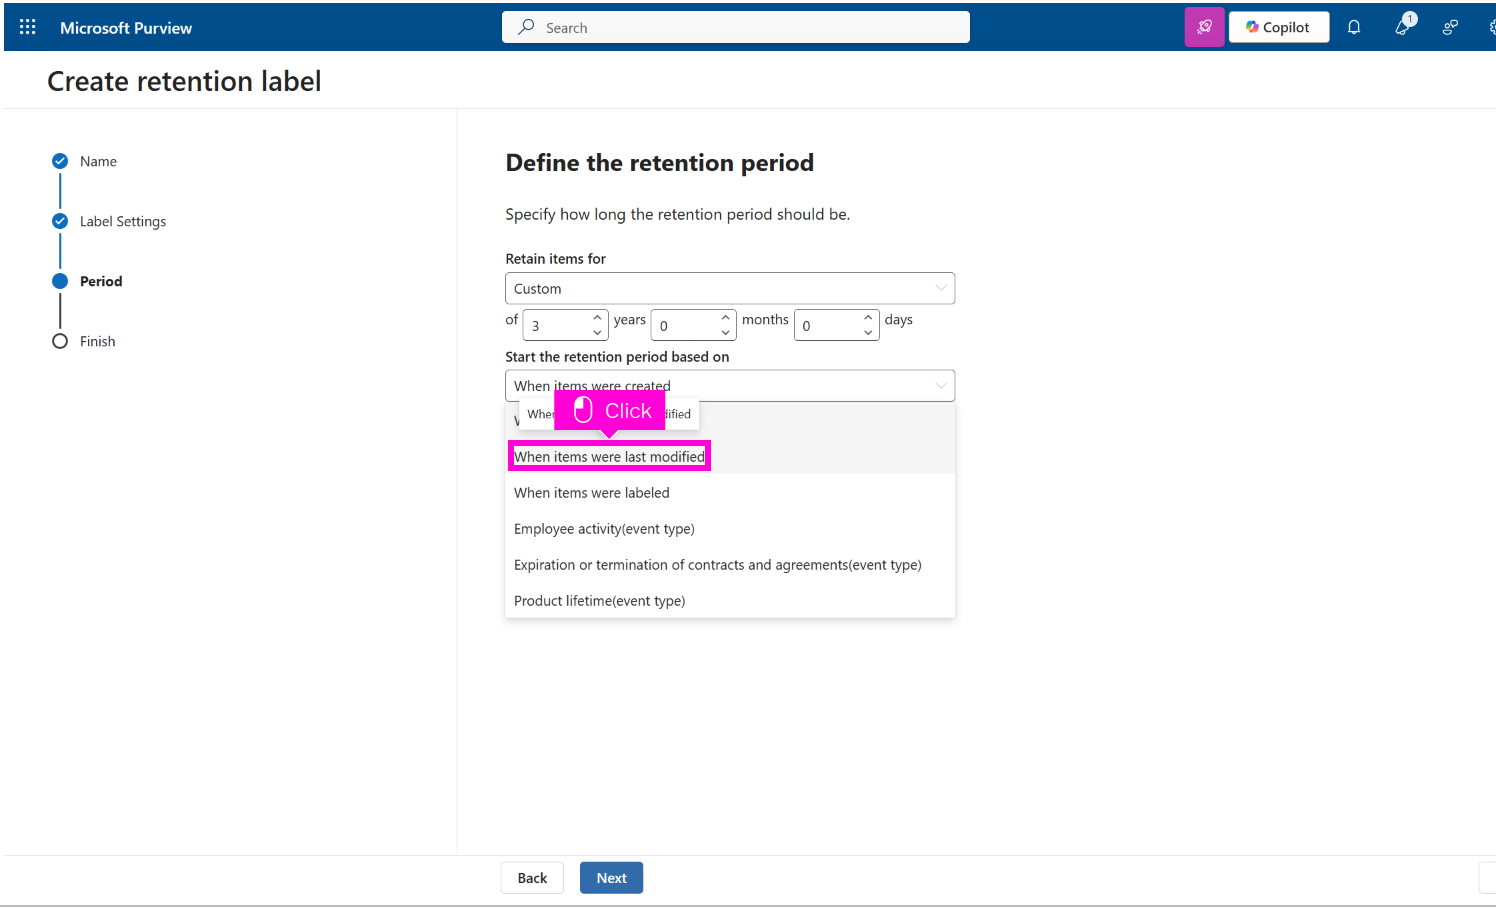 Microsoft Purview
Search
Copilot
1
Create retention label
Name
Label Settings
Period
Finish
Define the retention period
Specify how long the retention period should be.
Retain items for
Custom
of 3 years 0 months 0 days
Start the retention period based on
When items were created
Click
When items were last modified
When items were labeled
Employee activity(event type)
Expiration or termination of contracts and agreements(event type)
Product lifetime(event type)
Back
Next